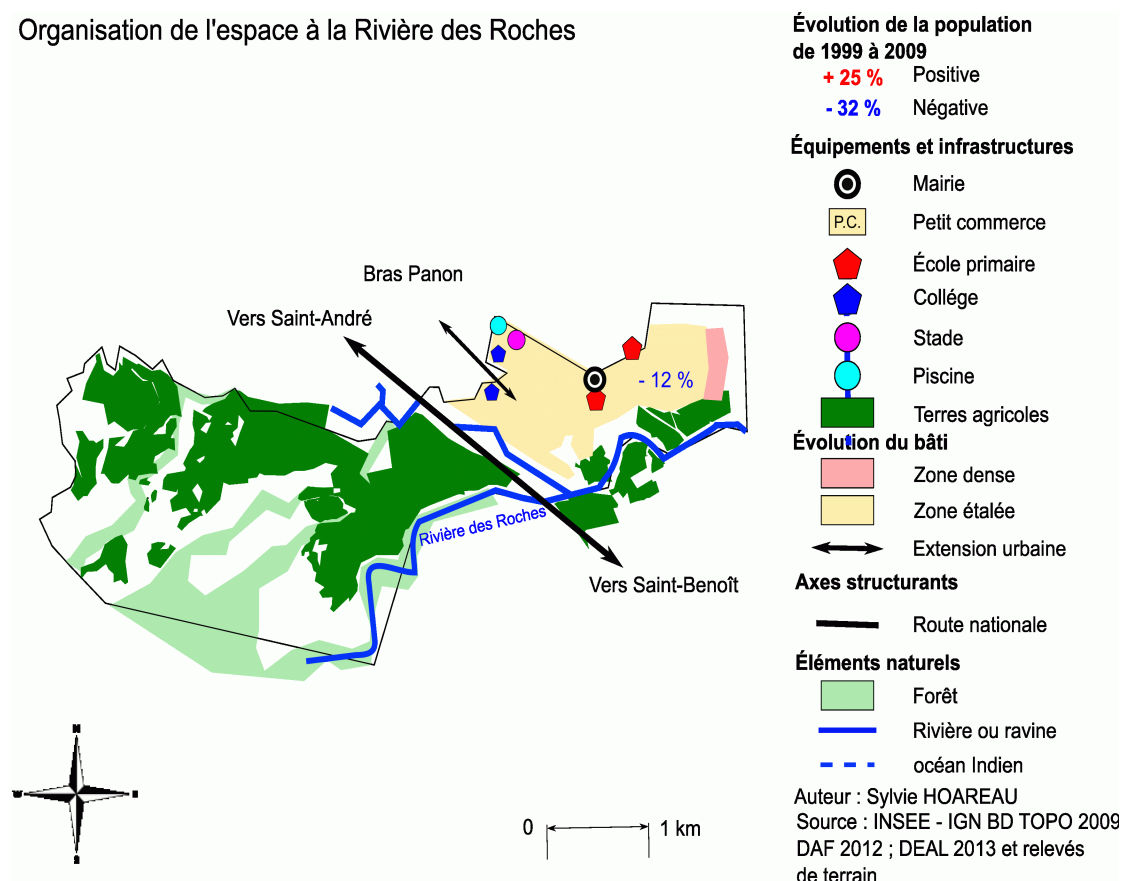 Organisation de l'espace à la Rivière des Roches
Évolution de la population
de 1999 à 2009
+ 25 % Positive
- 32 % Négative
Équipements et infrastructures
Mairie
P.C. Petit commerce
École primaire
Collége
Stade
Piscine
Terres agricoles
Évolution du bâti
Zone dense
Zone étalée
Extension urbaine
Axes structurants
Route nationale
Éléments naturels
Forêt
Rivière ou ravine
océan Indien
Auteur : Sylvie HOAREAU
Source : INSEE - IGN BD TOPO 2009
DAF 2012 ; DEAL 2013 et relevés
de terrain
Bras Panon
Vers Saint-André
- 12 %
Rivière des Roches
Vers Saint-Benoît
N
W E
S
0 1 km